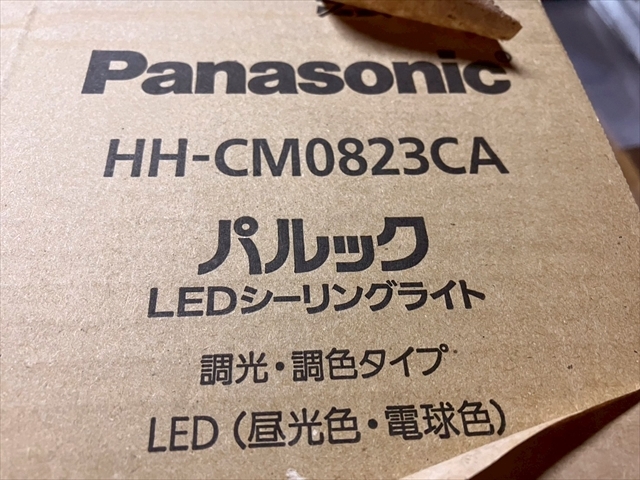 Panasonic
HH-CM0823CA
パルック
LEDシーリングライト
調光・調色タイプ
LED（昼光色・電球色）